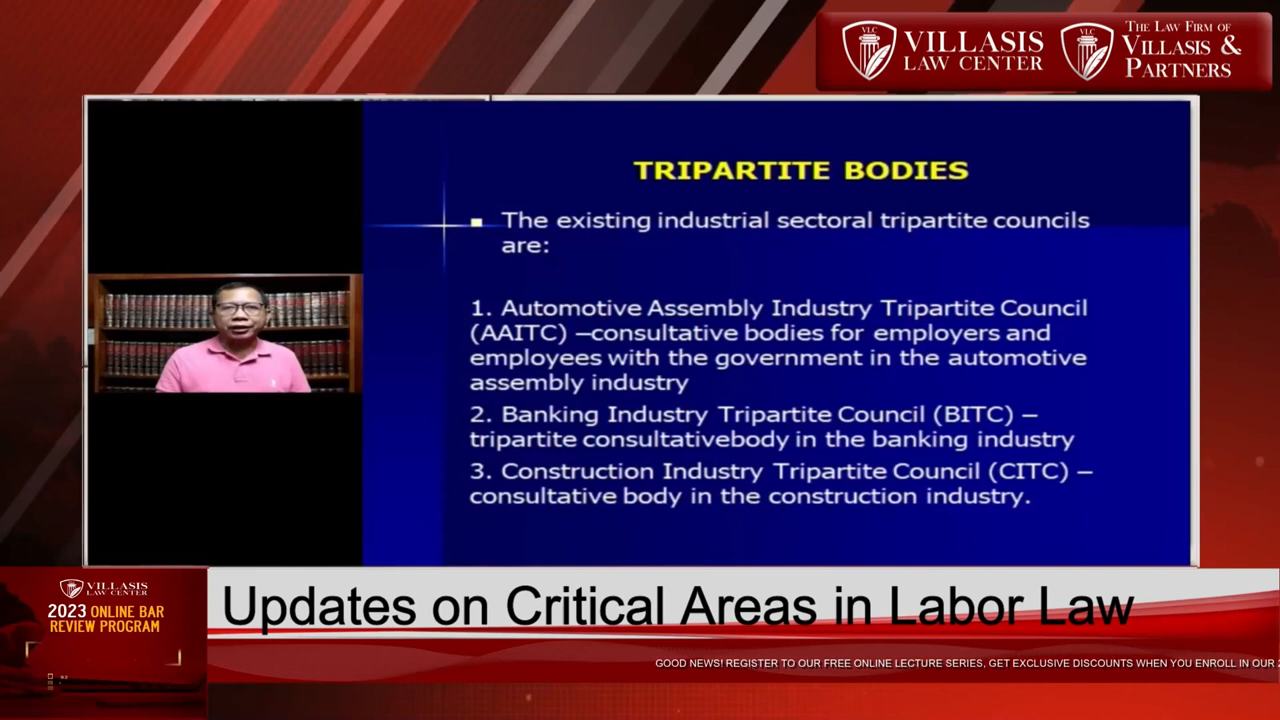 VLC
VILLASIS
LAW CENTER
VLC
THE LAW FIRM OF
VILLASIS &
PARTNERS
TRIPARTITE BODIES
The existing industrial sectoral tripartite councils
are:
1. Automotive Assembly Industry Tripartite Council
(AAITC) –consultative bodies for employers and
employees with the government in the automotive
assembly industry
2. Banking Industry Tripartite Council (BITC) –
tripartite consultativebody in the banking industry
3. Construction Industry Tripartite Council (CITC) –
consultative body in the construction industry.
VILLASIS
LAW CENTER
2023 ONLINE BAR
REVIEW PROGRAM
Updates on Critical Areas in Labor Law
GOOD NEWS! REGISTER TO OUR FREE ONLINE LECTURE SERIES, GET EXCLUSIVE DISCOUNTS WHEN YOU ENROLL IN OUR